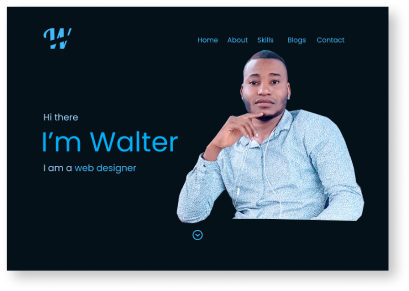 W
Home About Skills Blogs Contact
Hi there
I'm Walter
I am a web designer